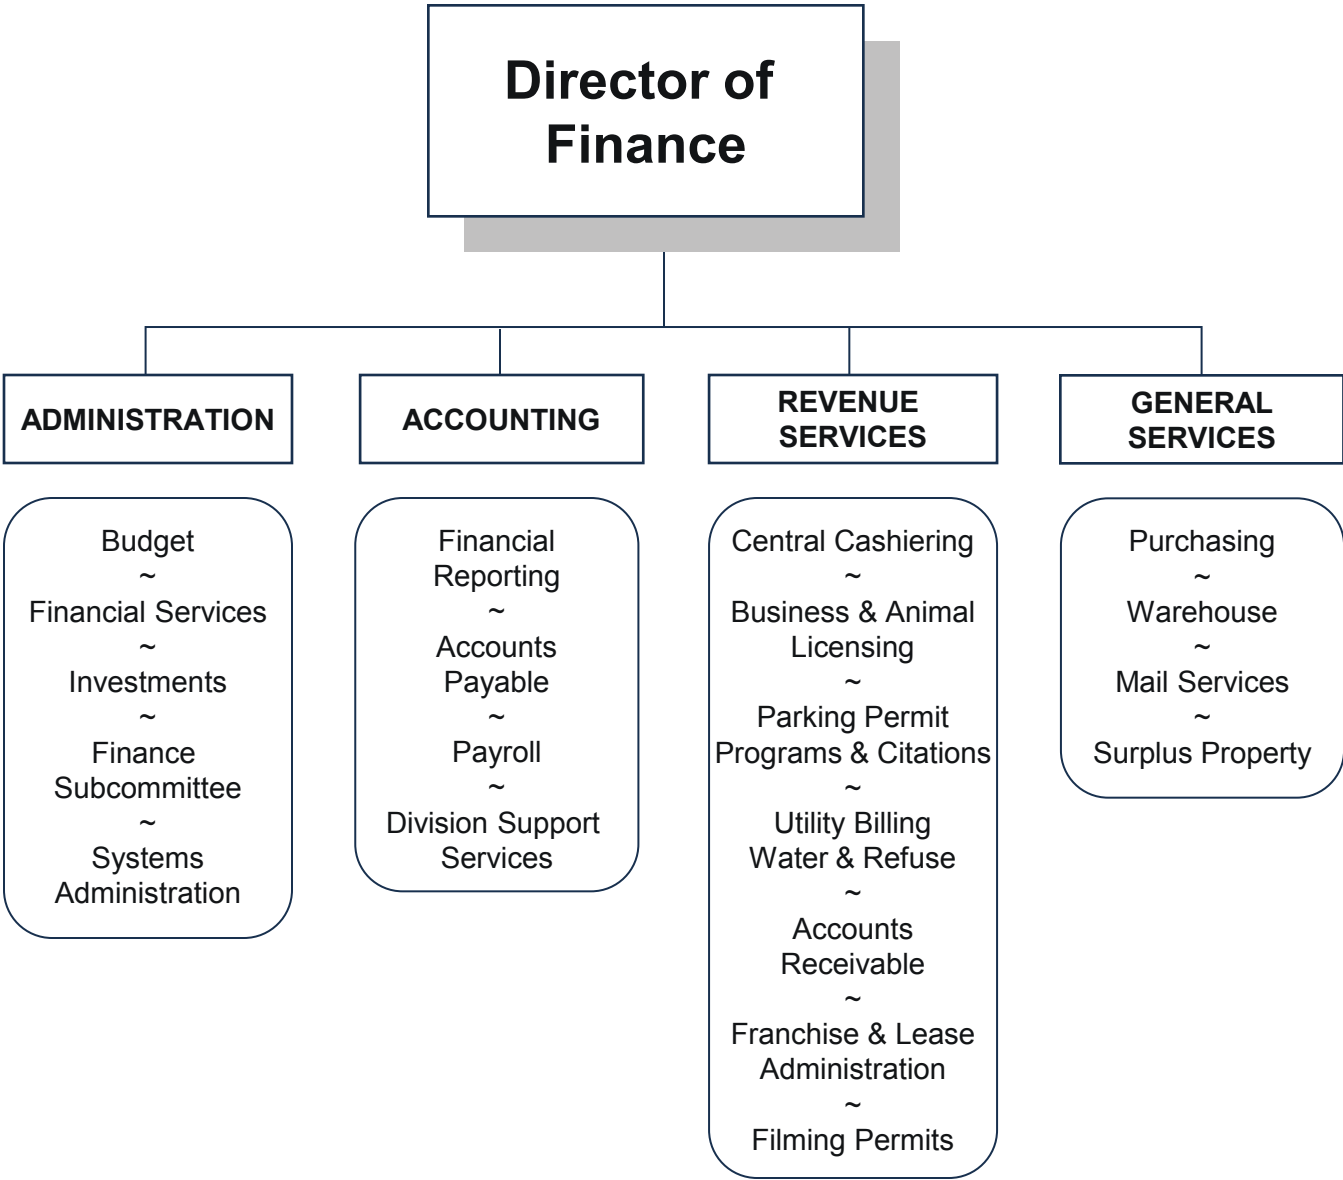 Director of
Finance
ADMINISTRATION
ACCOUNTING
REVENUE
SERVICES
GENERAL
SERVICES
Budget
~
Financial Services
~
Investments
~
Finance
Subcommittee
~
Systems
Administration
Financial
Reporting
~
Accounts
Payable
~
Payroll
~
Division Support
Services
Central Cashiering
~
Business & Animal
Licensing
~
Parking Permit
Programs & Citations
~
Utility Billing
Water & Refuse
~
Accounts
Receivable
~
Franchise & Lease
Administration
~
Filming Permits
Purchasing
~
Warehouse
~
Mail Services
~
Surplus Property